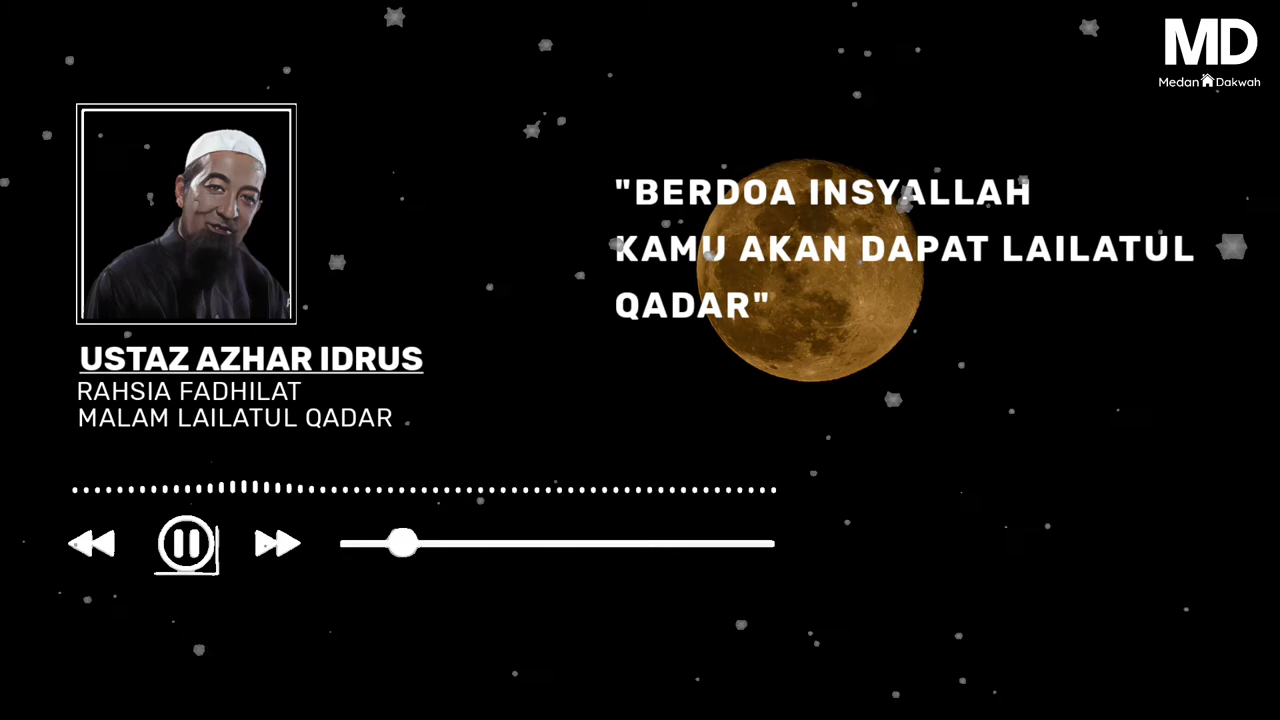 MD
Medan Dakwah
"BERDOA INSYALLAH
KAMU AKAN DAPAT LAILATUL
QADAR"
USTAZ AZHAR IDRUS
RAHSIA FADHILAT
MALAM LAILATUL QADAR